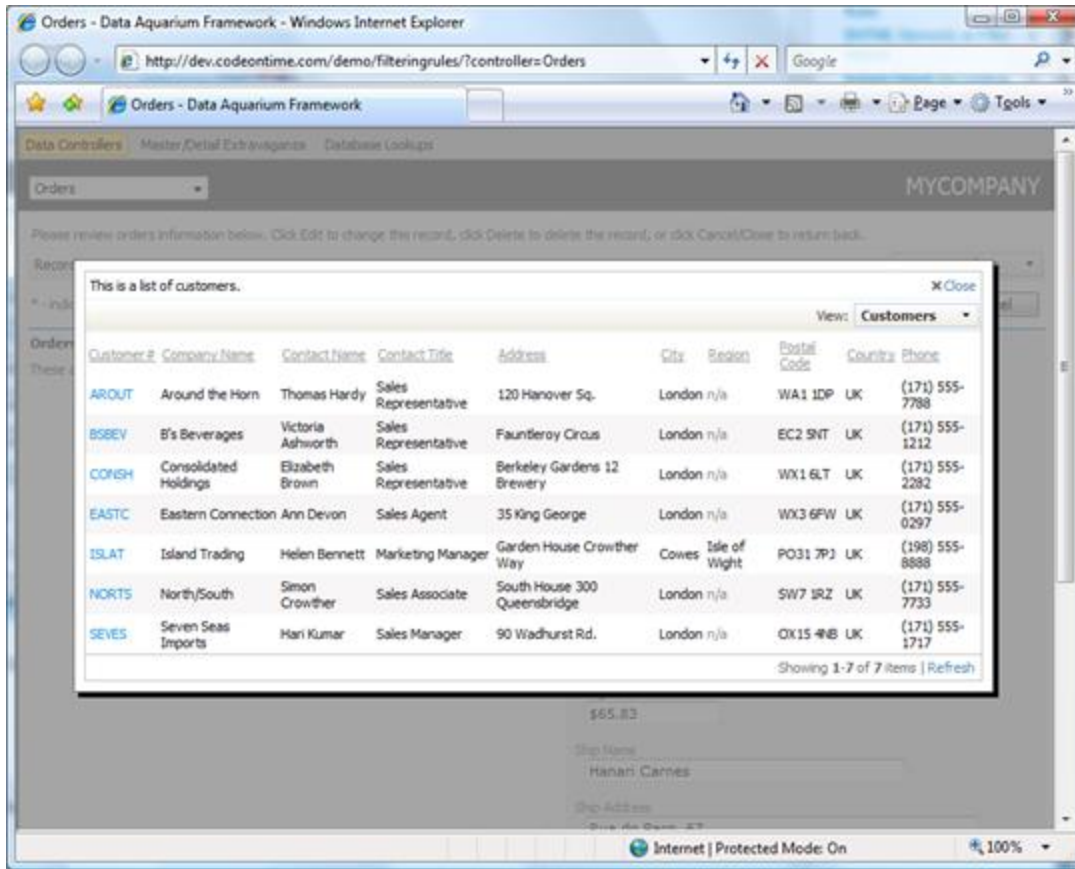 Orders - Data Aquarium Framework - Windows Internet Explorer
http://dev.codeontime.com/demo/filteringrules/?controller=Orders
Google
Orders - Data Aquarium Framework
Page
Tools
Data Controllers Master/Detail Extravaganza Database Lookups
Orders
MYCOMPANY
Please review orders information below. Click Edit to change this record, click Delete to delete the record, or click Cancel/Close to return back.
Record
This is a list of customers.
Close
View: Customers
Customer # Company Name Contact Name Contact Title Address City Region Postal Code Country Phone
AROUT Around the Horn Thomas Hardy Sales Representative 120 Hanover Sq. London n/a WA1 1DP UK (171) 555-7788
BSBEV B's Beverages Victoria Ashworth Sales Representative Fauntleroy Circus London n/a EC2 5NT UK (171) 555-1212
CONSH Consolidated Holdings Elizabeth Brown Sales Representative Berkeley Gardens 12 Brewery London n/a WX1 6LT UK (171) 555-2282
EASTC Eastern Connection Ann Devon Sales Agent 35 King George London n/a WX3 6FW UK (171) 555-0297
ISLAT Island Trading Helen Bennett Marketing Manager Garden House Crowther Way Cowes Isle of Wight PO31 7PJ UK (198) 555-8888
NORTS North/South Simon Crowther Sales Associate South House 300 Queensbridge London n/a SW7 1RZ UK (171) 555-7733
SEVES Seven Seas Imports Hari Kumar Sales Manager 90 Wadhurst Rd. London n/a OX15 4NB UK (171) 555-1717
Showing 1-7 of 7 items | Refresh
$65.83
Ship Name
Hanari Carnes
Ship Address
Internet | Protected Mode: On
100%